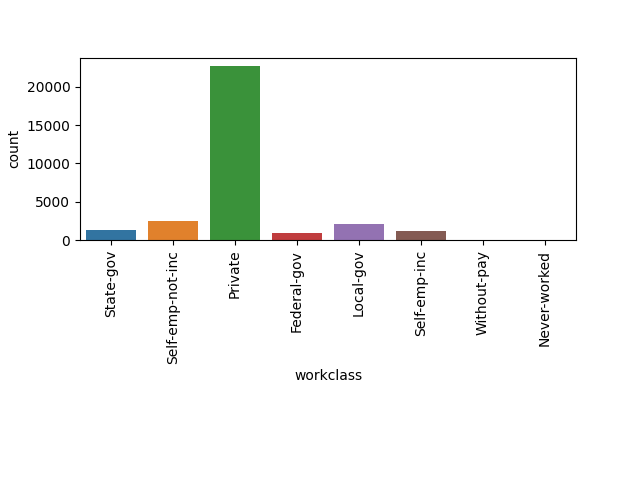 count
20000
15000
10000
5000
0
State-gov
Self-emp-not-inc
Private
Federal-gov
Local-gov
Self-emp-inc
Without-pay
Never-worked
workclass